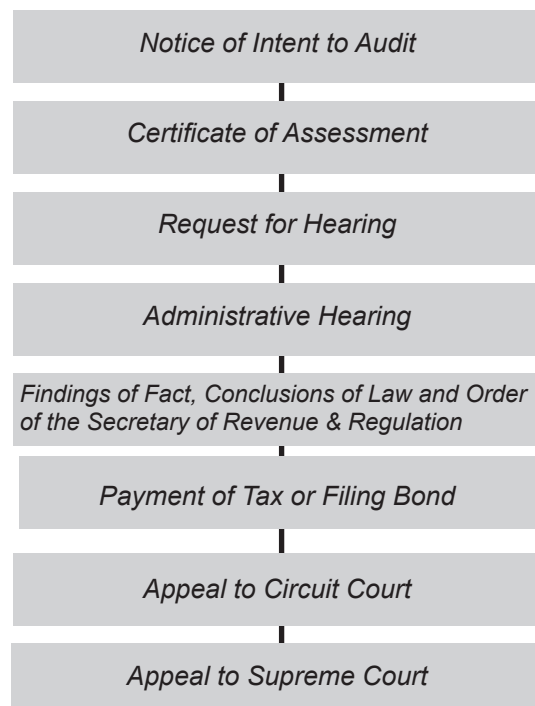 Notice of Intent to Audit
Certificate of Assessment
Request for Hearing
Administrative Hearing
Findings of Fact, Conclusions of Law and Order
of the Secretary of Revenue & Regulation
Payment of Tax or Filing Bond
Appeal to Circuit Court
Appeal to Supreme Court